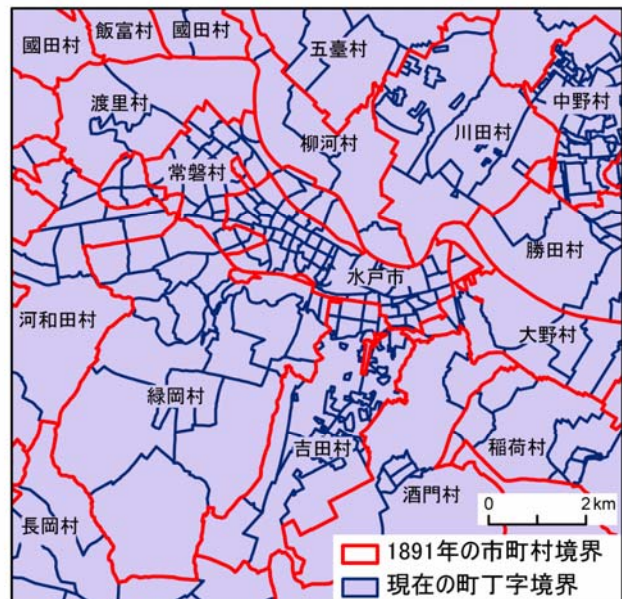 國田村
飯富村
國田村
五臺村
中野村
渡里村
川田村
柳河村
常磐村
勝田村
水戸市
河和田村
大野村
緑岡村
稲荷村
吉田村
酒門村
長岡村
0 2 km
1891年の市町村境界
現在の町丁字境界